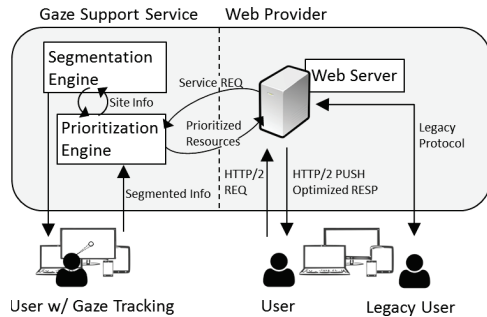 Gaze Support Service
Web Provider
Segmentation
Engine
Site Info
Prioritization
Engine
Service REQ
Prioritized
Resources
Web Server
Legacy
Protocol
Segmented Info
HTTP/2
REQ
HTTP/2 PUSH
Optimized RESP
User w/ Gaze Tracking
User
Legacy User